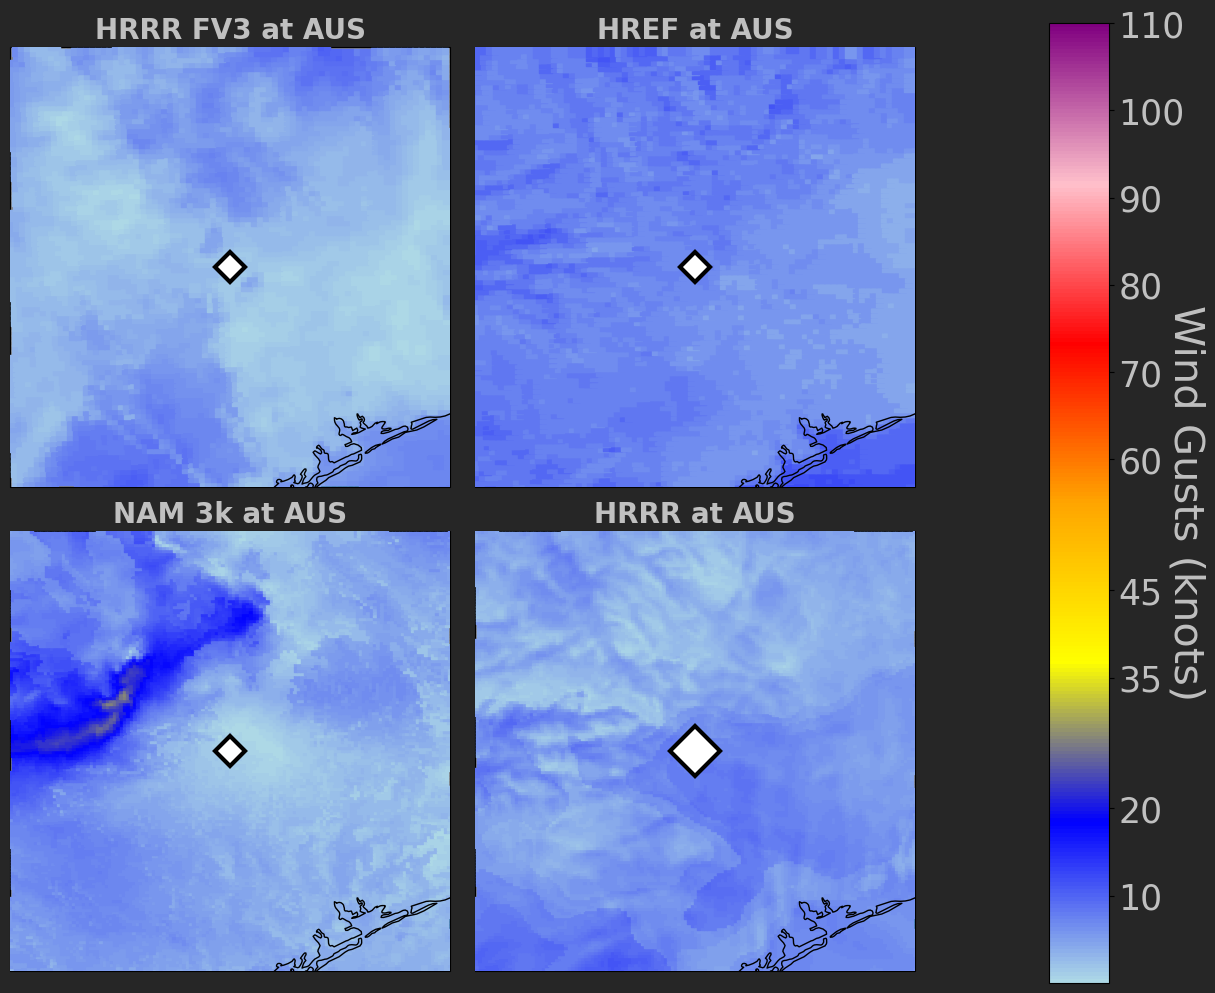 HRRR FV3 at AUS
HREF at AUS
NAM 3k at AUS
HRRR at AUS
110
100
90
80
70
60
45
35
20
10
Wind Gusts (knots)